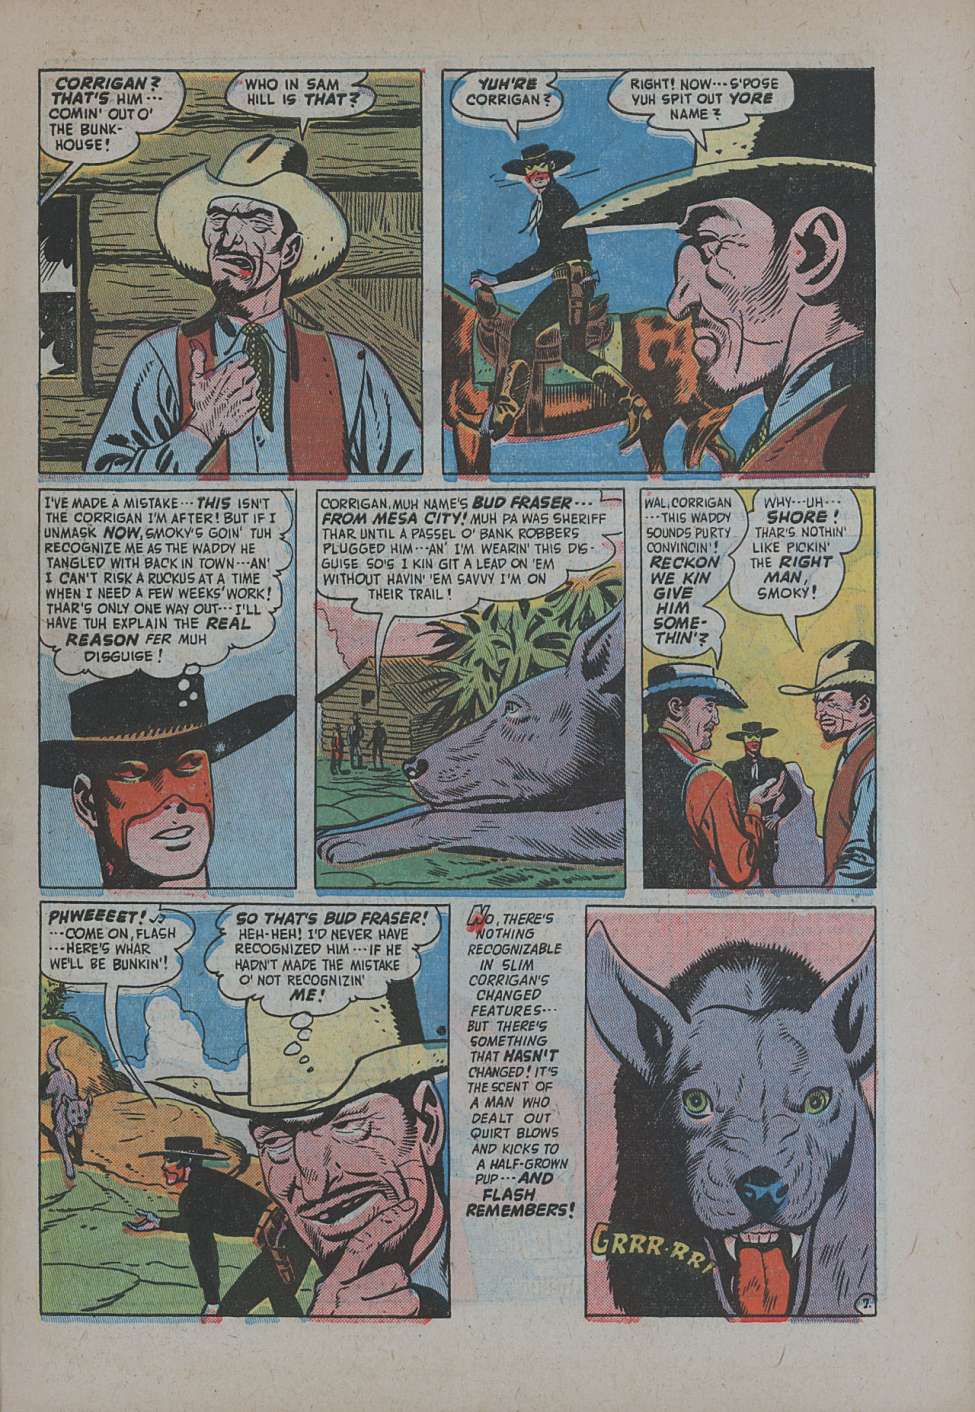 CORRIGAN?
THAT'S HIM---
COMIN' OUT O'
THE BUNK-
HOUSE!
WHO IN SAM
HILL IS THAT?
YUH'RE
CORRIGAN?
RIGHT! NOW---S'POSE
YUH SPIT OUT YORE
NAME?
I'VE MADE A MISTAKE---THIS ISN'T
THE CORRIGAN I'M AFTER! BUT IF I
UNMASK NOW, SMOKY'S GOIN' TUH
RECOGNIZE ME AS THE WADDY HE
TANGLED WITH BACK IN TOWN---AN'
I CAN'T RISK A RUCKUS AT A TIME
WHEN I NEED A FEW WEEKS' WORK!
THAR'S ONLY ONE WAY OUT---I'LL
HAVE TUH EXPLAIN THE REAL
REASON FER MUH
DISGUISE!
CORRIGAN, MUH NAME'S BUD FRASER---
FROM MESA CITY! MUH PA WAS SHERIFF
THAR UNTIL A PASSEL O' BANK ROBBERS
PLUGGED HIM---AN' I'M WEARIN' THIS DIS-
GUISE SO'S I KIN GIT A LEAD ON 'EM
WITHOUT HAVIN' 'EM SAVVY I'M ON
THEIR TRAIL!
WAL, CORRIGAN
---THIS WADDY
SOUNDS PURTY
CONVINCIN'!
RECKON
WE KIN
GIVE
HIM
SOME-
THIN'?
WHY---UH---
SHORE!
THAR'S NOTHIN'
LIKE PICKIN'
THE RIGHT
MAN,
SMOKY!
PHWEEEET!
---COME ON, FLASH
---HERE'S WHAR
WE'LL BE BUNKIN'!
SO THAT'S BUD FRASER!
HEH-HEH! I'D NEVER HAVE
RECOGNIZED HIM---IF HE
HADN'T MADE THE MISTAKE
O' NOT RECOGNIZIN'
ME!
NO, THERE'S
NOTHING
RECOGNIZABLE
IN SLIM
CORRIGAN'S
CHANGED
FEATURES---
BUT THERE'S
SOMETHING
THAT HASN'T
CHANGED! IT'S
THE SCENT OF
A MAN WHO
DEALT OUT
QUIRT BLOWS
AND KICKS TO
A HALF-GROWN
PUP---AND
FLASH
REMEMBERS!
GRRR-RR!
7.